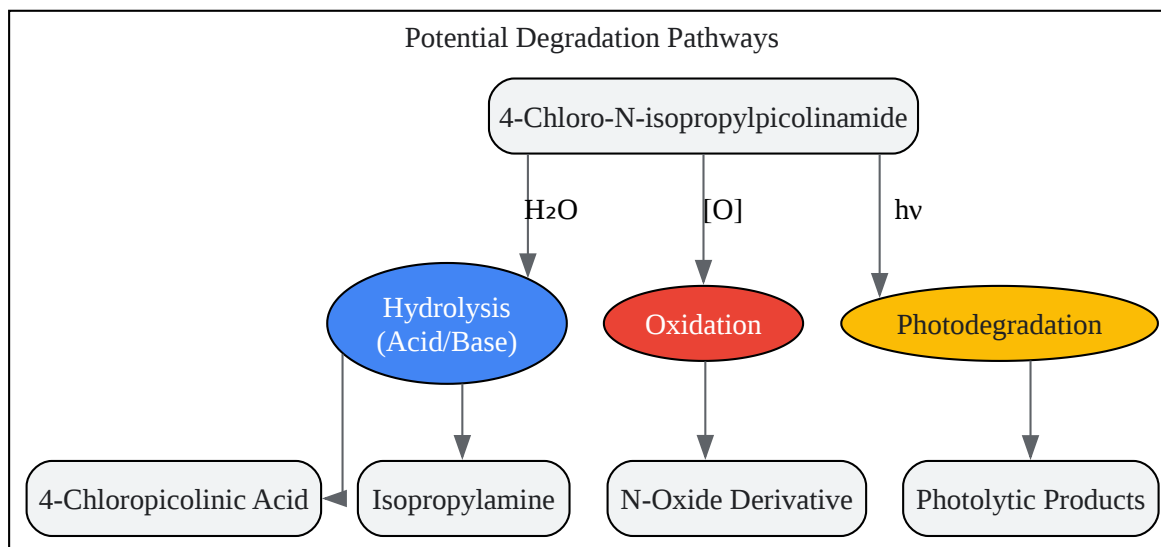 Potential Degradation Pathways
4-Chloro-N-isopropylpicolinamide
H₂O
[O]
hν
Hydrolysis
(Acid/Base)
Oxidation
Photodegradation
4-Chloropicolinic Acid
Isopropylamine
N-Oxide Derivative
Photolytic Products